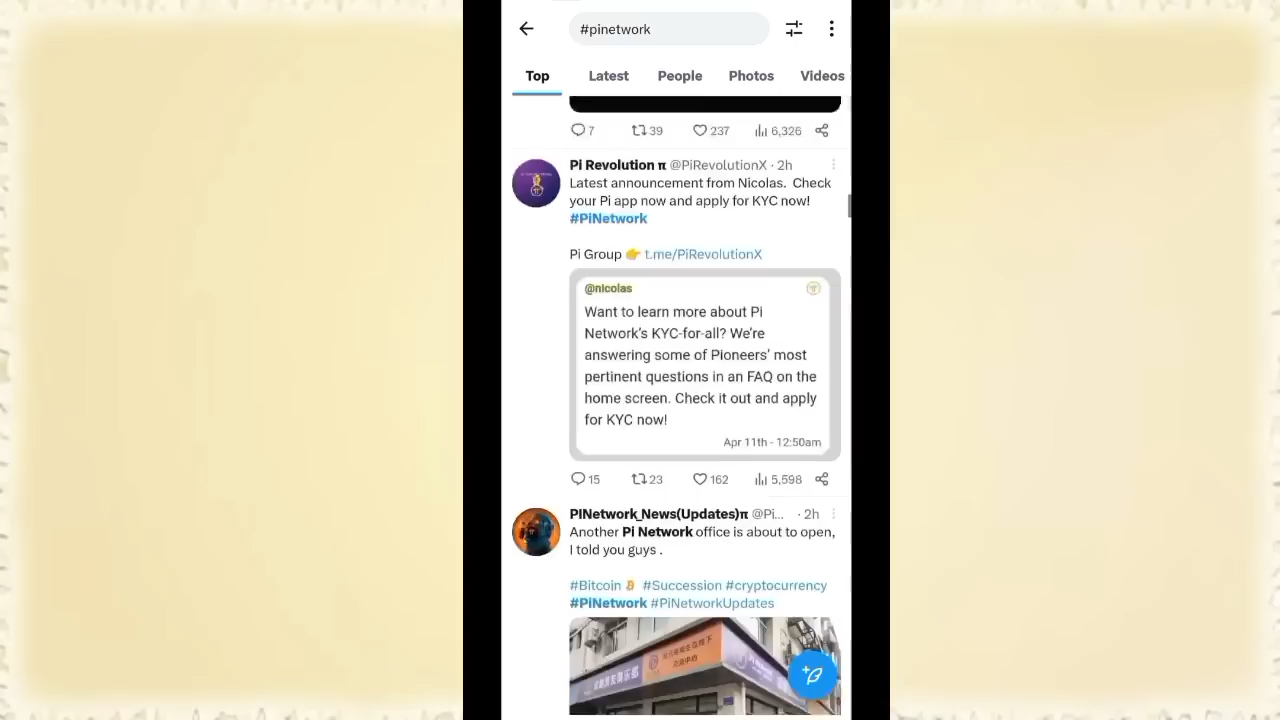 #pinetwork
Top Latest People Photos Videos
7 39 237 6,326
Pi Revolution π @PiRevolutionX · 2h
Latest announcement from Nicolas. Check
your Pi app now and apply for KYC now!
#PiNetwork
Pi Group 👉 t.me/PiRevolutionX
@nicolas
Want to learn more about Pi
Network's KYC-for-all? We're
answering some of Pioneers' most
pertinent questions in an FAQ on the
home screen. Check it out and apply
for KYC now!
Apr 11th - 12:50am
15 23 162 5,598
PINetwork_News(Updates)π @Pi... · 2h
Another Pi Network office is about to open,
I told you guys .
#Bitcoin #Succession #cryptocurrency
#PiNetwork #PiNetworkUpdates